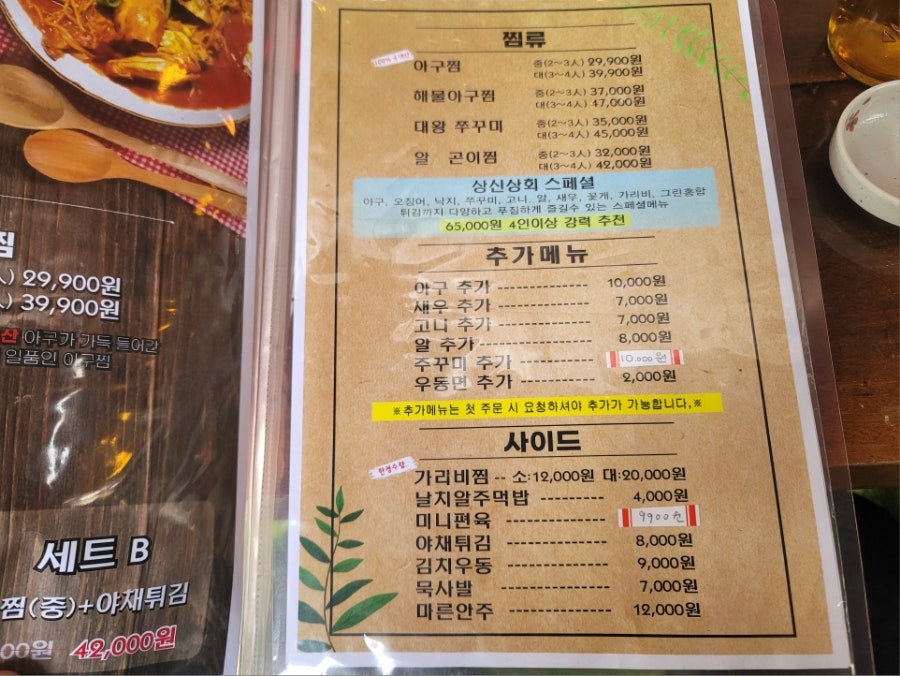 찜
29,900원
39,900원
산 아구가 가득 들어간
일품인 아구찜
세트 B
찜(중)+야채튀김
00원 42,000원
찜류
아구찜 중(2~3人) 29,900원
대(3~4人) 39,900원
해물아구찜 중(2~3人) 37,000원
대(3~4人) 47,000원
대왕 쭈꾸미 중(2~3人) 35,000원
대(3~4人) 45,000원
알 곤이찜 중(2~3人) 32,000원
대(3~4人) 42,000원
상신상회 스페셜
아구, 오징어, 낙치, 쭈꾸미, 고니, 알, 새우, 꽃게, 가리비, 그린홍합
튀김까지 다양하고 푸짐하게 즐길수 있는 스페셜메뉴
65,000원 4인이상 강력 추천
추가메뉴
아구 추가 -------------- 10,000원
새우 추가 -------------- 7,000원
고니 추가 -------------- 7,000원
알 추가 ---------------- 8,000원
주꾸미 추가 ----------- 10,000원
우동면 추가 ----------- 2,000원
※추가메뉴는 첫 주문 시 요청하셔야 추가가 가능합니다.※
사이드
한정수량
가리비찜 -- 소:12,000원 대:20,000원
날치알주먹밥 ---------- 4,000원
미니편육 --------------- 9900원
야채튀김 --------------- 8,000원
김치우동 --------------- 9,000원
묵사발 ----------------- 7,000원
마른안주 --------------- 12,000원